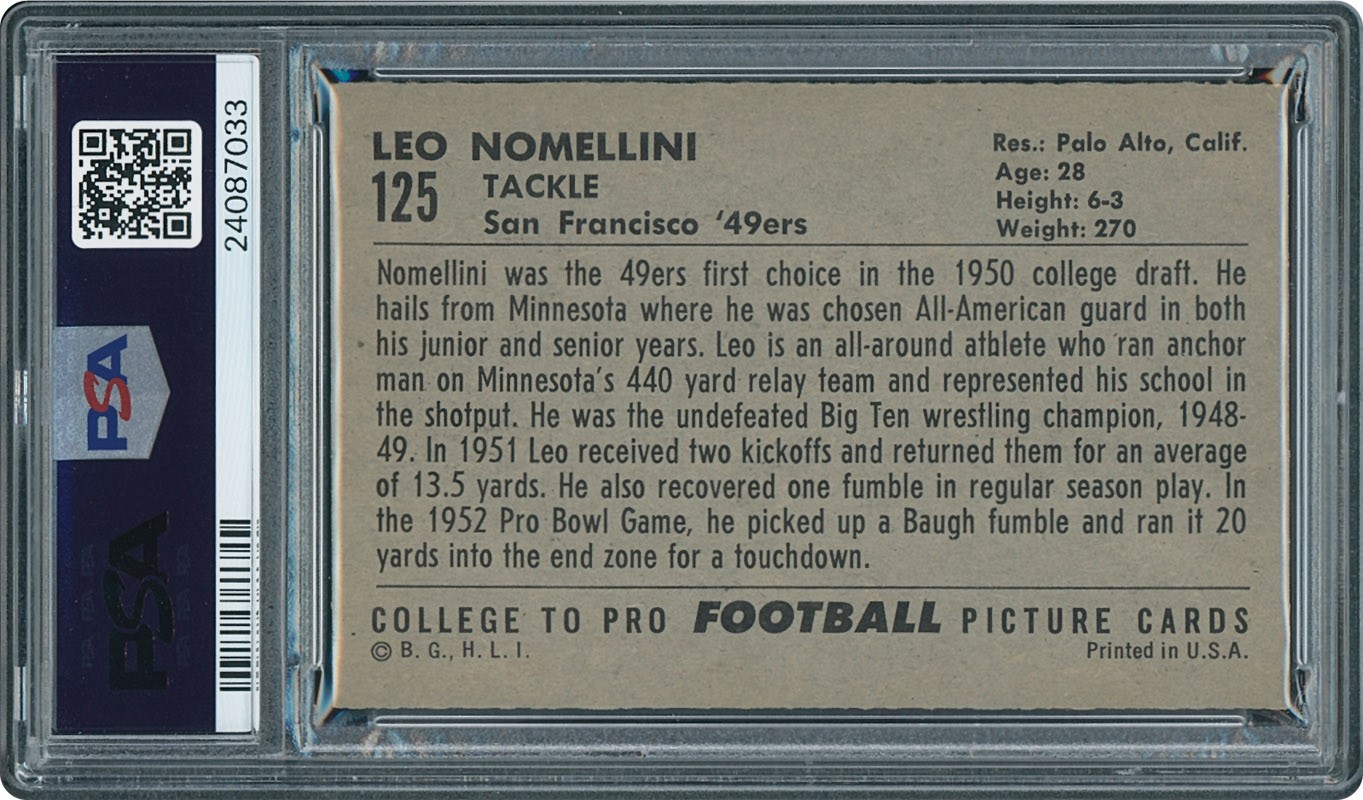 24087033
PSA
PSA
LEO NOMELLINI
125
TACKLE
San Francisco '49ers
Res.: Palo Alto, Calif.
Age: 28
Height: 6-3
Weight: 270
Nomellini was the 49ers first choice in the 1950 college draft. He
hails from Minnesota where he was chosen All-American guard in both
his junior and senior years. Leo is an all-around athlete who ran anchor
man on Minnesota's 440 yard relay team and represented his school in
the shotput. He was the undefeated Big Ten wrestling champion, 1948-
49. In 1951 Leo received two kickoffs and returned them for an average
of 13.5 yards. He also recovered one fumble in regular season play. In
the 1952 Pro Bowl Game, he picked up a Baugh fumble and ran it 20
yards into the end zone for a touchdown.
COLLEGE TO PRO FOOTBALL PICTURE CARDS
© B. G., H. L. I.
Printed in U.S.A.